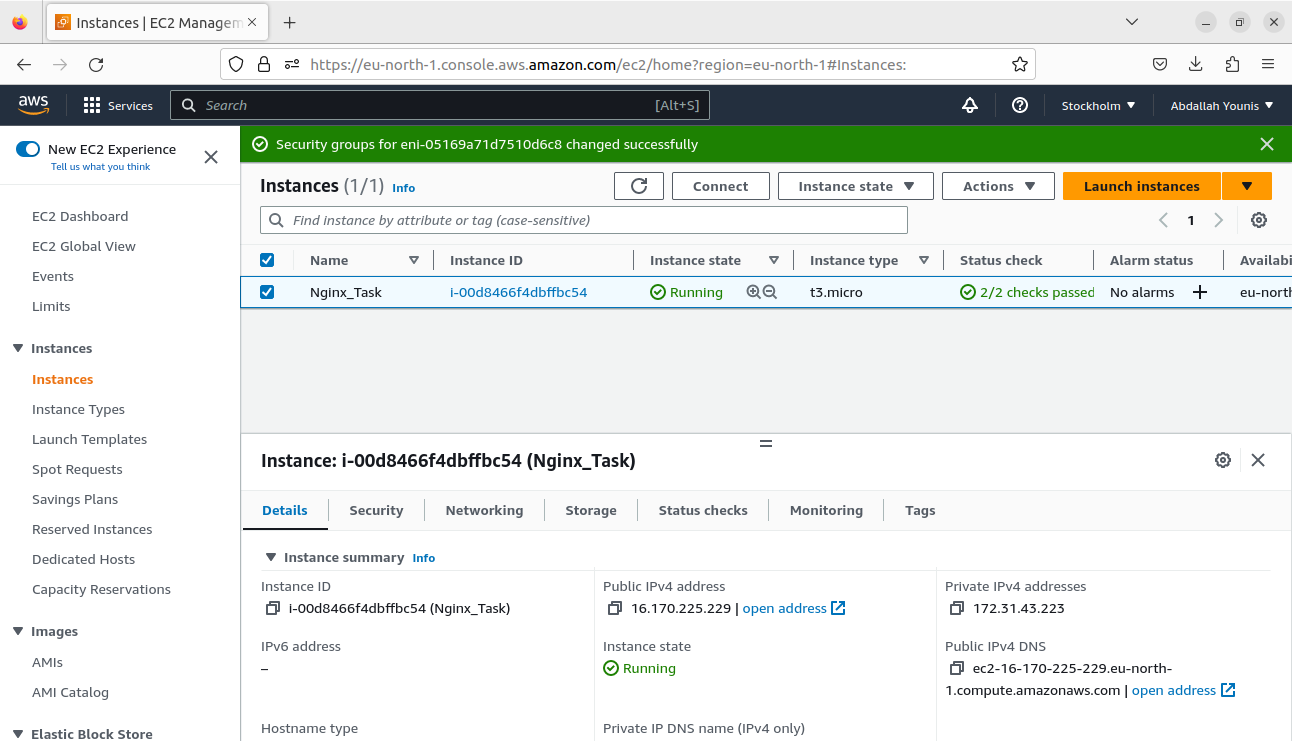 Instances | EC2 Managem
https://eu-north-1.console.aws.amazon.com/ec2/home?region=eu-north-1#Instances:
aws Services Search [Alt+S] Stockholm Abdallah Younis
New EC2 Experience
Tell us what you think
EC2 Dashboard
EC2 Global View
Events
Limits
Instances
Instances
Instance Types
Launch Templates
Spot Requests
Savings Plans
Reserved Instances
Dedicated Hosts
Capacity Reservations
Images
AMIs
AMI Catalog
Elastic Block Store
Security groups for eni-05169a71d7510d6c8 changed successfully
Instances (1/1) Info Connect Instance state Actions Launch instances
Find instance by attribute or tag (case-sensitive) 1
Name Instance ID Instance state Instance type Status check Alarm status Availabi
Nginx_Task i-00d8466f4dbffbc54 Running t3.micro 2/2 checks passed No alarms eu-north
Instance: i-00d8466f4dbffbc54 (Nginx_Task)
Details Security Networking Storage Status checks Monitoring Tags
Instance summary Info
Instance ID
i-00d8466f4dbffbc54 (Nginx_Task)
Public IPv4 address
16.170.225.229 | open address
Private IPv4 addresses
172.31.43.223
IPv6 address
–
Instance state
Running
Public IPv4 DNS
ec2-16-170-225-229.eu-north-
1.compute.amazonaws.com | open address
Hostname type
Private IP DNS name (IPv4 only)